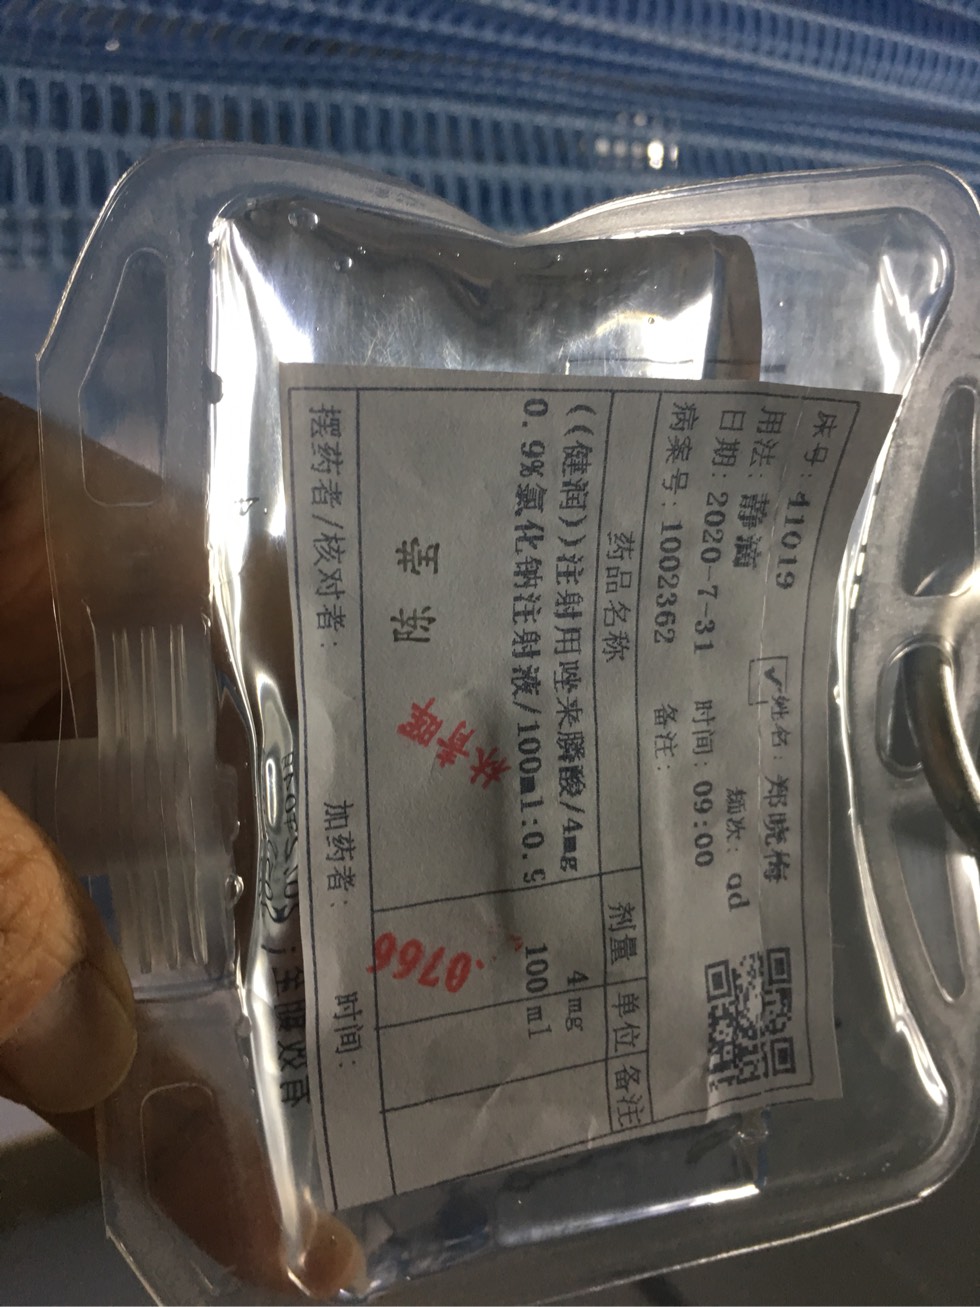 床号: 41019 姓名: 郑晓梅
用法: 静滴 频次: qd
日期: 2020-7-31 时间: 09:00
病案号: 1002362 备注:
药品名称 剂量 单位 备注
((健润))注射用唑来膦酸/4mg 4 mg
0.9%氯化钠注射液/100ml:0.9 100 ml
陈莹
0766
摆药者/核对者: 加药者: 时间: